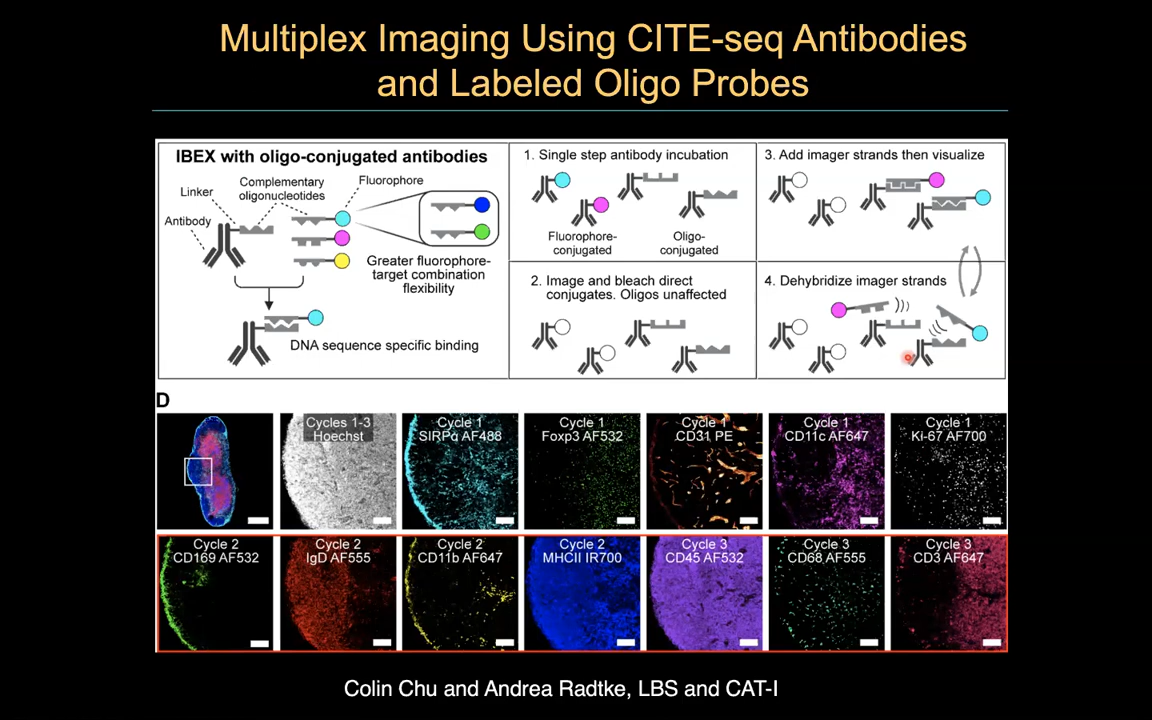 Multiplex Imaging Using CITE-seq Antibodies
and Labeled Oligo Probes
IBEX with oligo-conjugated antibodies
Linker
Complementary
oligonucleotides
Fluorophore
Antibody
Greater fluorophore-
target combination
flexibility
DNA sequence specific binding
1. Single step antibody incubation
Fluorophore-
conjugated
Oligo-
conjugated
2. Image and bleach direct
conjugates. Oligos unaffected
3. Add imager strands then visualize
4. Dehybridize imager strands
D
Cycles 1-3
Hoechst
Cycle 1
SIRPα AF488
Cycle 1
Foxp3 AF532
Cycle 1
CD31 PE
Cycle 1
CD11c AF647
Cycle 1
Ki-67 AF700
Cycle 2
CD169 AF532
Cycle 2
IgD AF555
Cycle 2
CD11b AF647
Cycle 2
MHCII IR700
Cycle 3
CD45 AF532
Cycle 3
CD68 AF555
Cycle 3
CD3 AF647
Colin Chu and Andrea Radtke, LBS and CAT-I